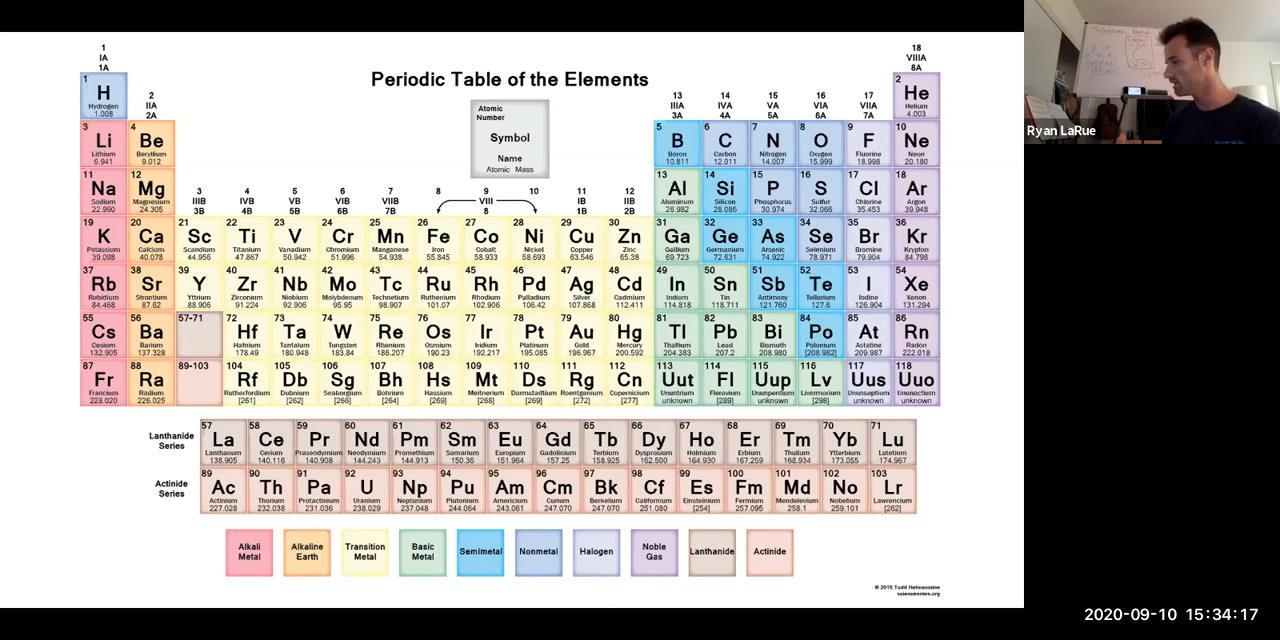 1
IA
1A
18
VIIIA
8A
Periodic Table of the Elements
1
H
Hydrogen
1.008
2
IIA
2A
13
IIIA
3A
14
IVA
4A
15
VA
5A
16
VIA
6A
17
VIIA
7A
2
He
Helium
4.003
Atomic
Number
Symbol
Name
Atomic Mass
3
Li
Lithium
6.941
4
Be
Beryllium
9.012
5
B
Boron
10.811
6
C
Carbon
12.011
7
N
Nitrogen
14.007
8
O
Oxygen
15.999
9
F
Fluorine
18.998
10
Ne
Neon
20.180
11
Na
Sodium
22.990
12
Mg
Magnesium
24.305
3
IIIB
3B
4
IVB
4B
5
VB
5B
6
VIB
6B
7
VIIB
7B
8
9
10
VIII
8
11
IB
1B
12
IIB
2B
13
Al
Aluminum
28.982
14
Si
Silicon
28.086
15
P
Phosphorus
30.974
16
S
Sulfur
32.066
17
Cl
Chlorine
35.453
18
Ar
Argon
39.948
19
K
Potassium
39.098
20
Ca
Calcium
40.078
21
Sc
Scandium
44.956
22
Ti
Titanium
47.867
23
V
Vanadium
50.942
24
Cr
Chromium
51.996
25
Mn
Manganese
54.938
26
Fe
Iron
55.845
27
Co
Cobalt
58.933
28
Ni
Nickel
58.693
29
Cu
Copper
63.546
30
Zn
Zinc
65.38
31
Ga
Gallium
69.723
32
Ge
Germanium
72.631
33
As
Arsenic
74.922
34
Se
Selenium
78.971
35
Br
Bromine
79.904
36
Kr
Krypton
84.798
37
Rb
Rubidium
84.468
38
Sr
Strontium
87.62
39
Y
Yttrium
88.906
40
Zr
Zirconium
91.224
41
Nb
Niobium
92.906
42
Mo
Molybdenum
95.95
43
Tc
Technetium
98.907
44
Ru
Ruthenium
101.07
45
Rh
Rhodium
102.906
46
Pd
Palladium
106.42
47
Ag
Silver
107.868
48
Cd
Cadmium
112.411
49
In
Indium
114.818
50
Sn
Tin
118.711
51
Sb
Antimony
121.760
52
Te
Tellurium
127.6
53
I
Iodine
126.904
54
Xe
Xenon
131.294
55
Cs
Cesium
132.905
56
Ba
Barium
137.328
57-71
72
Hf
Hafnium
178.49
73
Ta
Tantalum
180.948
74
W
Tungsten
183.84
75
Re
Rhenium
186.207
76
Os
Osmium
190.23
77
Ir
Iridium
192.217
78
Pt
Platinum
195.085
79
Au
Gold
196.967
80
Hg
Mercury
200.592
81
Tl
Thallium
204.383
82
Pb
Lead
207.2
83
Bi
Bismuth
208.980
84
Po
Polonium
[208.982]
85
At
Astatine
209.987
86
Rn
Radon
222.018
87
Fr
Francium
223.020
88
Ra
Radium
226.025
89-103
104
Rf
Rutherfordium
[261]
105
Db
Dubnium
[262]
106
Sg
Seaborgium
[266]
107
Bh
Bohrium
[264]
108
Hs
Hassium
[269]
109
Mt
Meitnerium
[268]
110
Ds
Darmstadtium
[269]
111
Rg
Roentgenium
[272]
112
Cn
Copernicium
[277]
113
Uut
Ununtrium
unknown
114
Fl
Flerovium
[289]
115
Uup
Ununpentium
unknown
116
Lv
Livermorium
[298]
117
Uus
Ununseptium
unknown
118
Uuo
Ununoctium
unknown
Lanthanide
Series
57
La
Lanthanum
138.905
58
Ce
Cerium
140.116
59
Pr
Praseodymium
140.908
60
Nd
Neodymium
144.243
61
Pm
Promethium
144.913
62
Sm
Samarium
150.36
63
Eu
Europium
151.964
64
Gd
Gadolinium
157.25
65
Tb
Terbium
158.925
66
Dy
Dysprosium
162.500
67
Ho
Holmium
164.930
68
Er
Erbium
167.259
69
Tm
Thulium
168.934
70
Yb
Ytterbium
173.055
71
Lu
Lutetium
174.967
Actinide
Series
89
Ac
Actinium
227.028
90
Th
Thorium
232.038
91
Pa
Protactinium
231.036
92
U
Uranium
238.029
93
Np
Neptunium
237.048
94
Pu
Plutonium
244.064
95
Am
Americium
243.061
96
Cm
Curium
247.070
97
Bk
Berkelium
247.070
98
Cf
Californium
251.080
99
Es
Einsteinium
[254]
100
Fm
Fermium
257.095
101
Md
Mendelevium
258.1
102
No
Nobelium
259.101
103
Lr
Lawrencium
[262]
Alkali
Metal
Alkaline
Earth
Transition
Metal
Basic
Metal
Semimetal
Nonmetal
Halogen
Noble
Gas
Lanthanide
Actinide
© 2015 Todd Helmenstine
sciencenotes.org
Ryan LaRue
2020-09-10 15:34:17